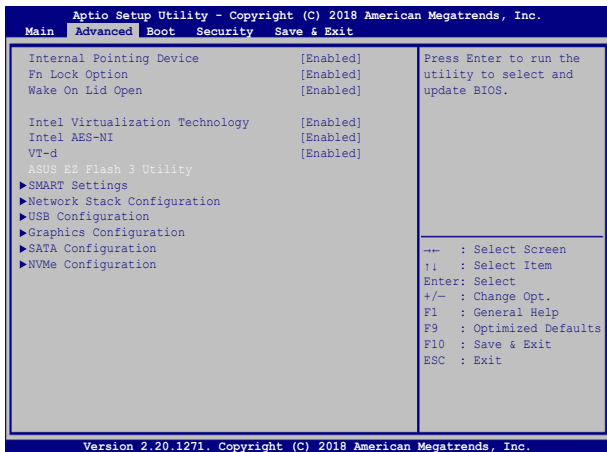 Aptio Setup Utility - Copyright (C) 2018 American Megatrends, Inc.
Main Advanced Boot Security Save & Exit
Internal Pointing Device [Enabled]
Fn Lock Option [Enabled]
Wake On Lid Open [Enabled]
Intel Virtualization Technology [Enabled]
Intel AES-NI [Enabled]
VT-d [Enabled]
ASUS EZ Flash 3 Utility
▶SMART Settings
▶Network Stack Configuration
▶USB Configuration
▶Graphics Configuration
▶SATA Configuration
▶NVMe Configuration
Press Enter to run the
utility to select and
update BIOS.
→← : Select Screen
↑↓ : Select Item
Enter: Select
+/— : Change Opt.
F1 : General Help
F9 : Optimized Defaults
F10 : Save & Exit
ESC : Exit
Version 2.20.1271. Copyright (C) 2018 American Megatrends, Inc.